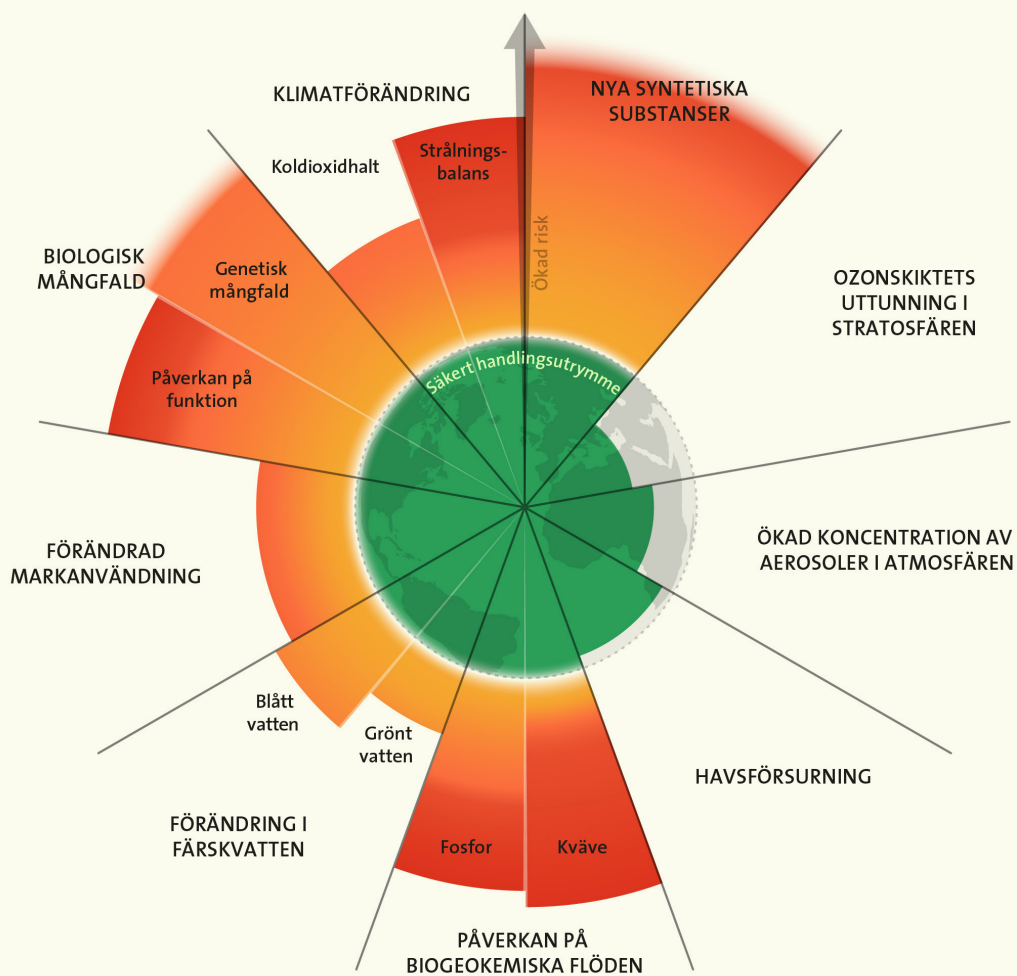 KLIMATFÖRÄNDRING
Koldioxidhalt
Strålnings-
balans
NYA SYNTETISKA
SUBSTANSER
Ökad risk
BIOLOGISK
MÅNGFALD
Genetisk
mångfald
Påverkan på
funktion
OZONSKIKTETS
UTTUNNING I
STRATOSFÄREN
Säkert handlingsutrymme
FÖRÄNDRAD
MARKANVÄNDNING
ÖKAD KONCENTRATION AV
AEROSOLER I ATMOSFÄREN
Blått
vatten
Grönt
vatten
HAVSFÖRSURNING
FÖRÄNDRING I
FÄRSKVATTEN
Fosfor
Kväve
PÅVERKAN PÅ
BIOGEOKEMISKA FLÖDEN